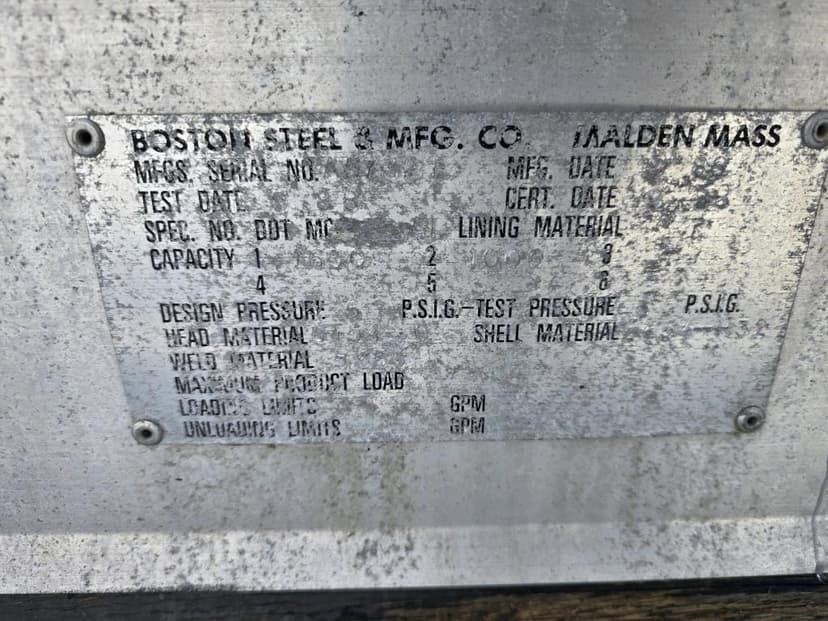 BOSTON STEEL & MFG. CO. MALDEN MASS
MFGS. SERIAL NO. MFG. DATE
TEST DATE CERT. DATE
SPEC. NO. DOT MC LINING MATERIAL
CAPACITY 1 2 3
4 5 6
DESIGN PRESSURE P.S.I.G.-TEST PRESSURE P.S.I.G.
HEAD MATERIAL SHELL MATERIAL
WELD MATERIAL
MAXIMUM PRODUCT LOAD
LOADING LIMITS GPM
UNLOADING LIMITS GPM